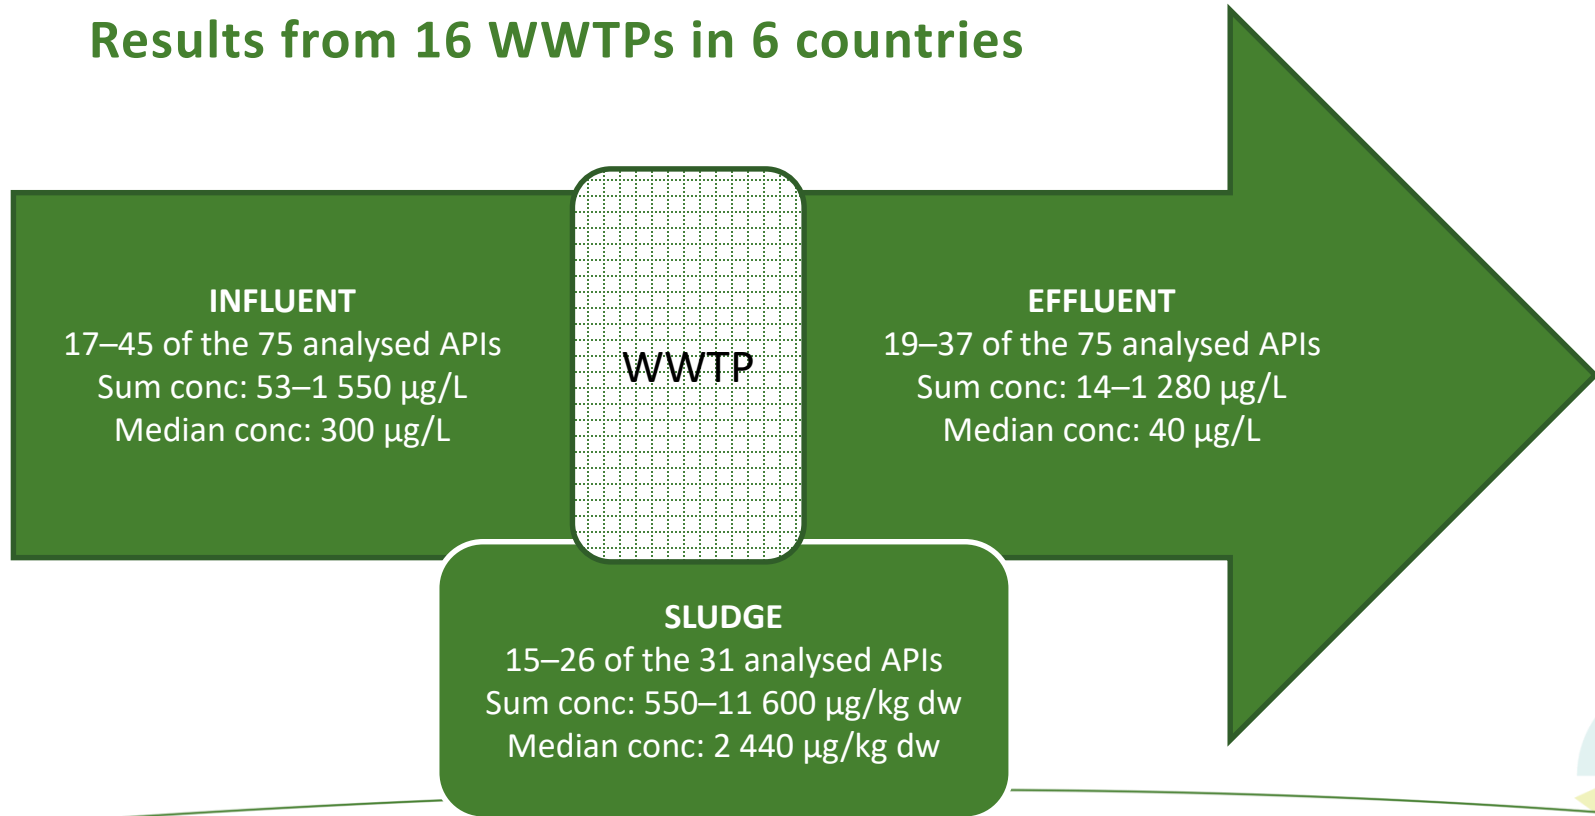 Results from 16 WWTPs in 6 countries
INFLUENT
17–45 of the 75 analysed APIs
Sum conc: 53–1 550 µg/L
Median conc: 300 µg/L
WWTP
EFFLUENT
19–37 of the 75 analysed APIs
Sum conc: 14–1 280 µg/L
Median conc: 40 µg/L
SLUDGE
15–26 of the 31 analysed APIs
Sum conc: 550–11 600 µg/kg dw
Median conc: 2 440 µg/kg dw